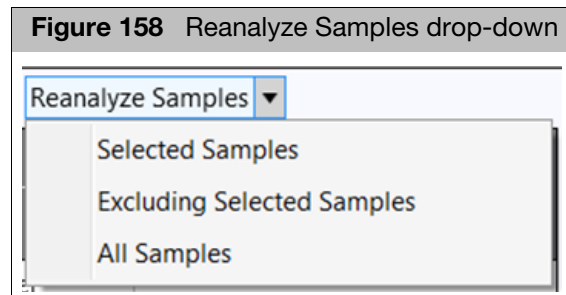 Figure 158 Reanalyze Samples drop-down
Reanalyze Samples
Selected Samples
Excluding Selected Samples
All Samples